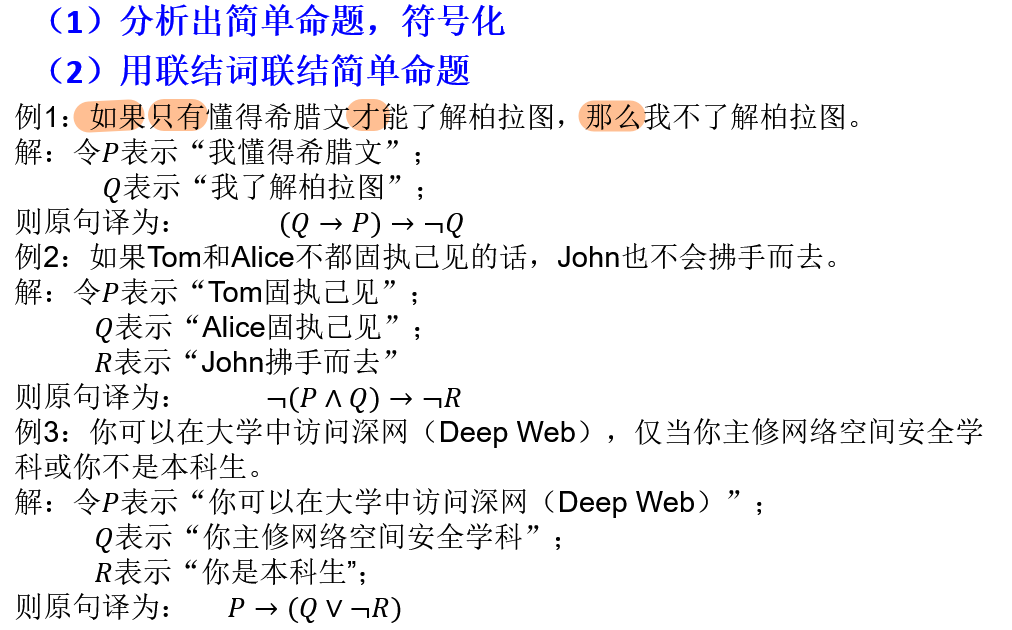 （1）分析出简单命题，符号化
（2）用联结词联结简单命题
例1：如果只有懂得希腊文才能了解柏拉图，那么我不了解柏拉图。
解：令P表示“我懂得希腊文”；
Q表示“我了解柏拉图”；
则原句译为： (Q → P) → ¬Q
例2：如果Tom和Alice不都固执己见的话，John也不会拂手而去。
解：令P表示“Tom固执己见”；
Q表示“Alice固执己见”；
R表示“John拂手而去”
则原句译为： ¬(P ∧ Q) → ¬R
例3：你可以在大学中访问深网（Deep Web），仅当你主修网络空间安全学
科或你不是本科生。
解：令P表示“你可以在大学中访问深网（Deep Web）”；
Q表示“你主修网络空间安全学科”；
R表示“你是本科生”；
则原句译为： P → (Q ∨ ¬R)